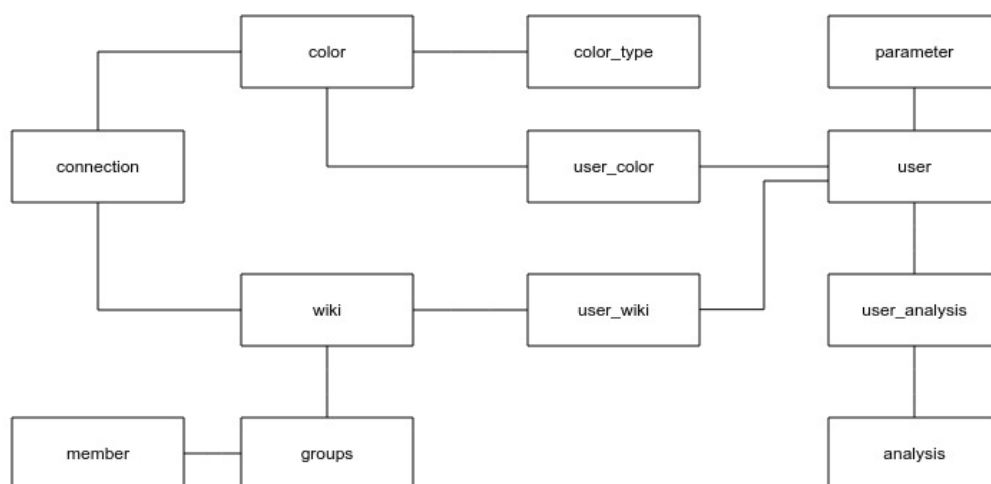 color
color_type
parameter
connection
user_color
user
wiki
user_wiki
user_analysis
member
groups
analysis